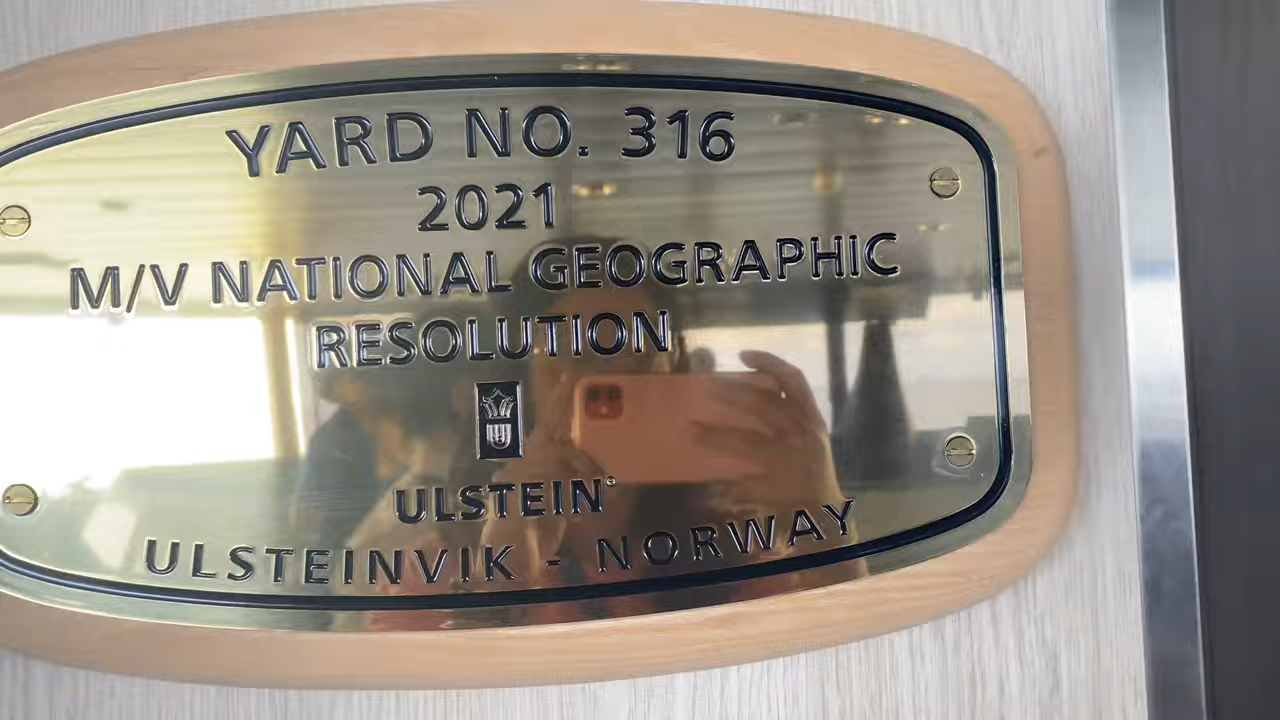 YARD NO. 316
2021
M/V NATIONAL GEOGRAPHIC
RESOLUTION
ULSTEIN®
ULSTEINVIK - NORWAY